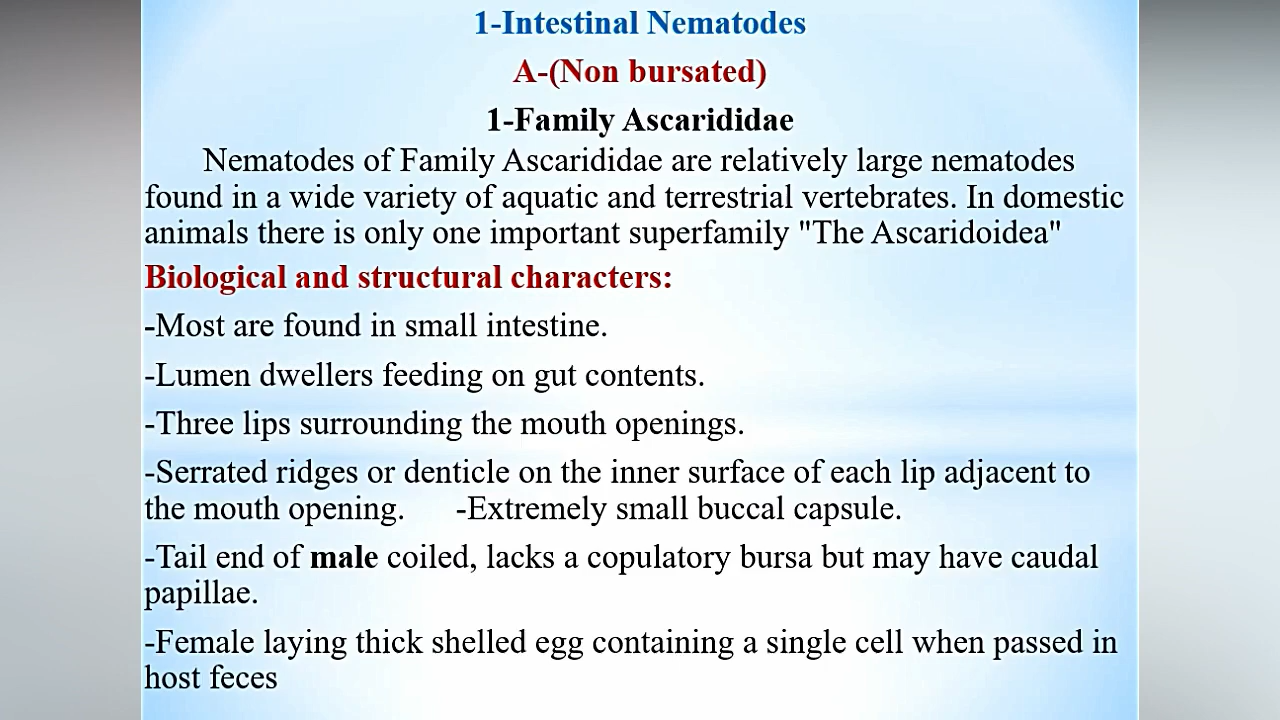 1-Intestinal Nematodes
A-(Non bursated)
1-Family Ascarididae
Nematodes of Family Ascarididae are relatively large nematodes
found in a wide variety of aquatic and terrestrial vertebrates. In domestic
animals there is only one important superfamily "The Ascaridoidea"
Biological and structural characters:
-Most are found in small intestine.
-Lumen dwellers feeding on gut contents.
-Three lips surrounding the mouth openings.
-Serrated ridges or denticle on the inner surface of each lip adjacent to
the mouth opening. -Extremely small buccal capsule.
-Tail end of male coiled, lacks a copulatory bursa but may have caudal
papillae.
-Female laying thick shelled egg containing a single cell when passed in
host feces